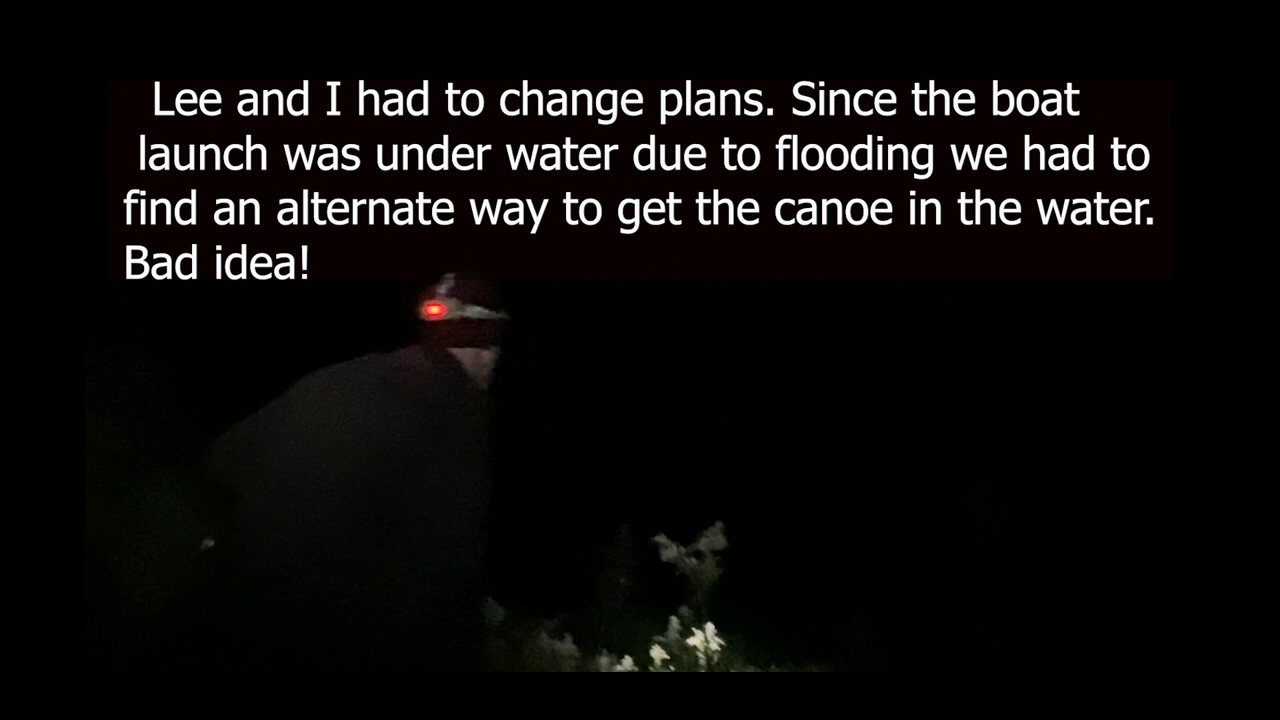 Lee and I had to change plans. Since the boat
launch was under water due to flooding we had to
find an alternate way to get the canoe in the water.
Bad idea!